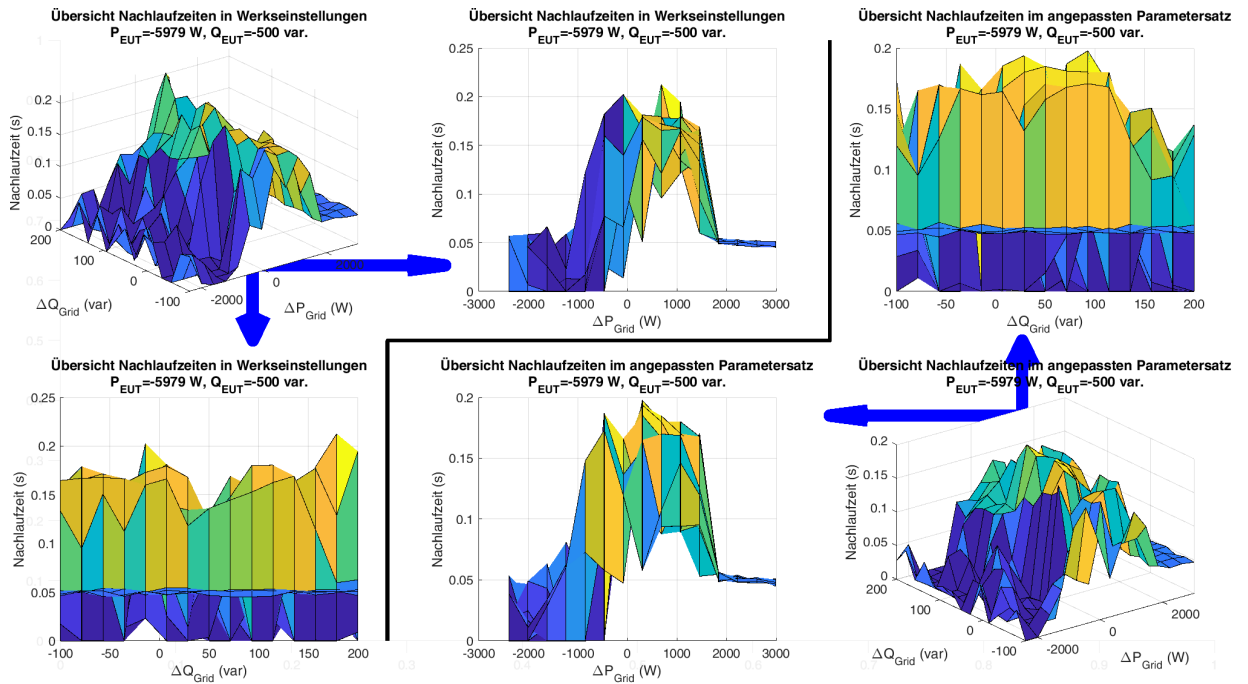 Übersicht Nachlaufzeiten in Werkseinstellungen
P_EUT=-5979 W, Q_EUT=-500 var.
Nachlaufzeit (s)
0.2
0.15
0.1
0.05
0
200
100
0
-100
ΔQ_Grid (var)
-2000
0
2000
ΔP_Grid (W)
Übersicht Nachlaufzeiten in Werkseinstellungen
P_EUT=-5979 W, Q_EUT=-500 var.
Nachlaufzeit (s)
0.25
0.2
0.15
0.1
0.05
0
-3000 -2000 -1000 0 1000 2000 3000
ΔP_Grid (W)
Übersicht Nachlaufzeiten im angepassten Parametersatz
P_EUT=-5979 W, Q_EUT=-500 var.
Nachlaufzeit (s)
0.2
0.15
0.1
0.05
0
-100 -50 0 50 100 150 200
ΔQ_Grid (var)
Übersicht Nachlaufzeiten in Werkseinstellungen
P_EUT=-5979 W, Q_EUT=-500 var.
Nachlaufzeit (s)
0.25
0.2
0.15
0.1
0.05
0
-100 -50 0 50 100 150 200
ΔQ_Grid (var)
Übersicht Nachlaufzeiten im angepassten Parametersatz
P_EUT=-5979 W, Q_EUT=-500 var.
Nachlaufzeit (s)
0.2
0.15
0.1
0.05
0
-3000 -2000 -1000 0 1000 2000 3000
ΔP_Grid (W)
Übersicht Nachlaufzeiten im angepassten Parametersatz
P_EUT=-5979 W, Q_EUT=-500 var.
Nachlaufzeit (s)
0.2
0.15
0.1
0.05
0
200
100
0
-100
ΔQ_Grid (var)
-2000
0
2000
ΔP_Grid (W)